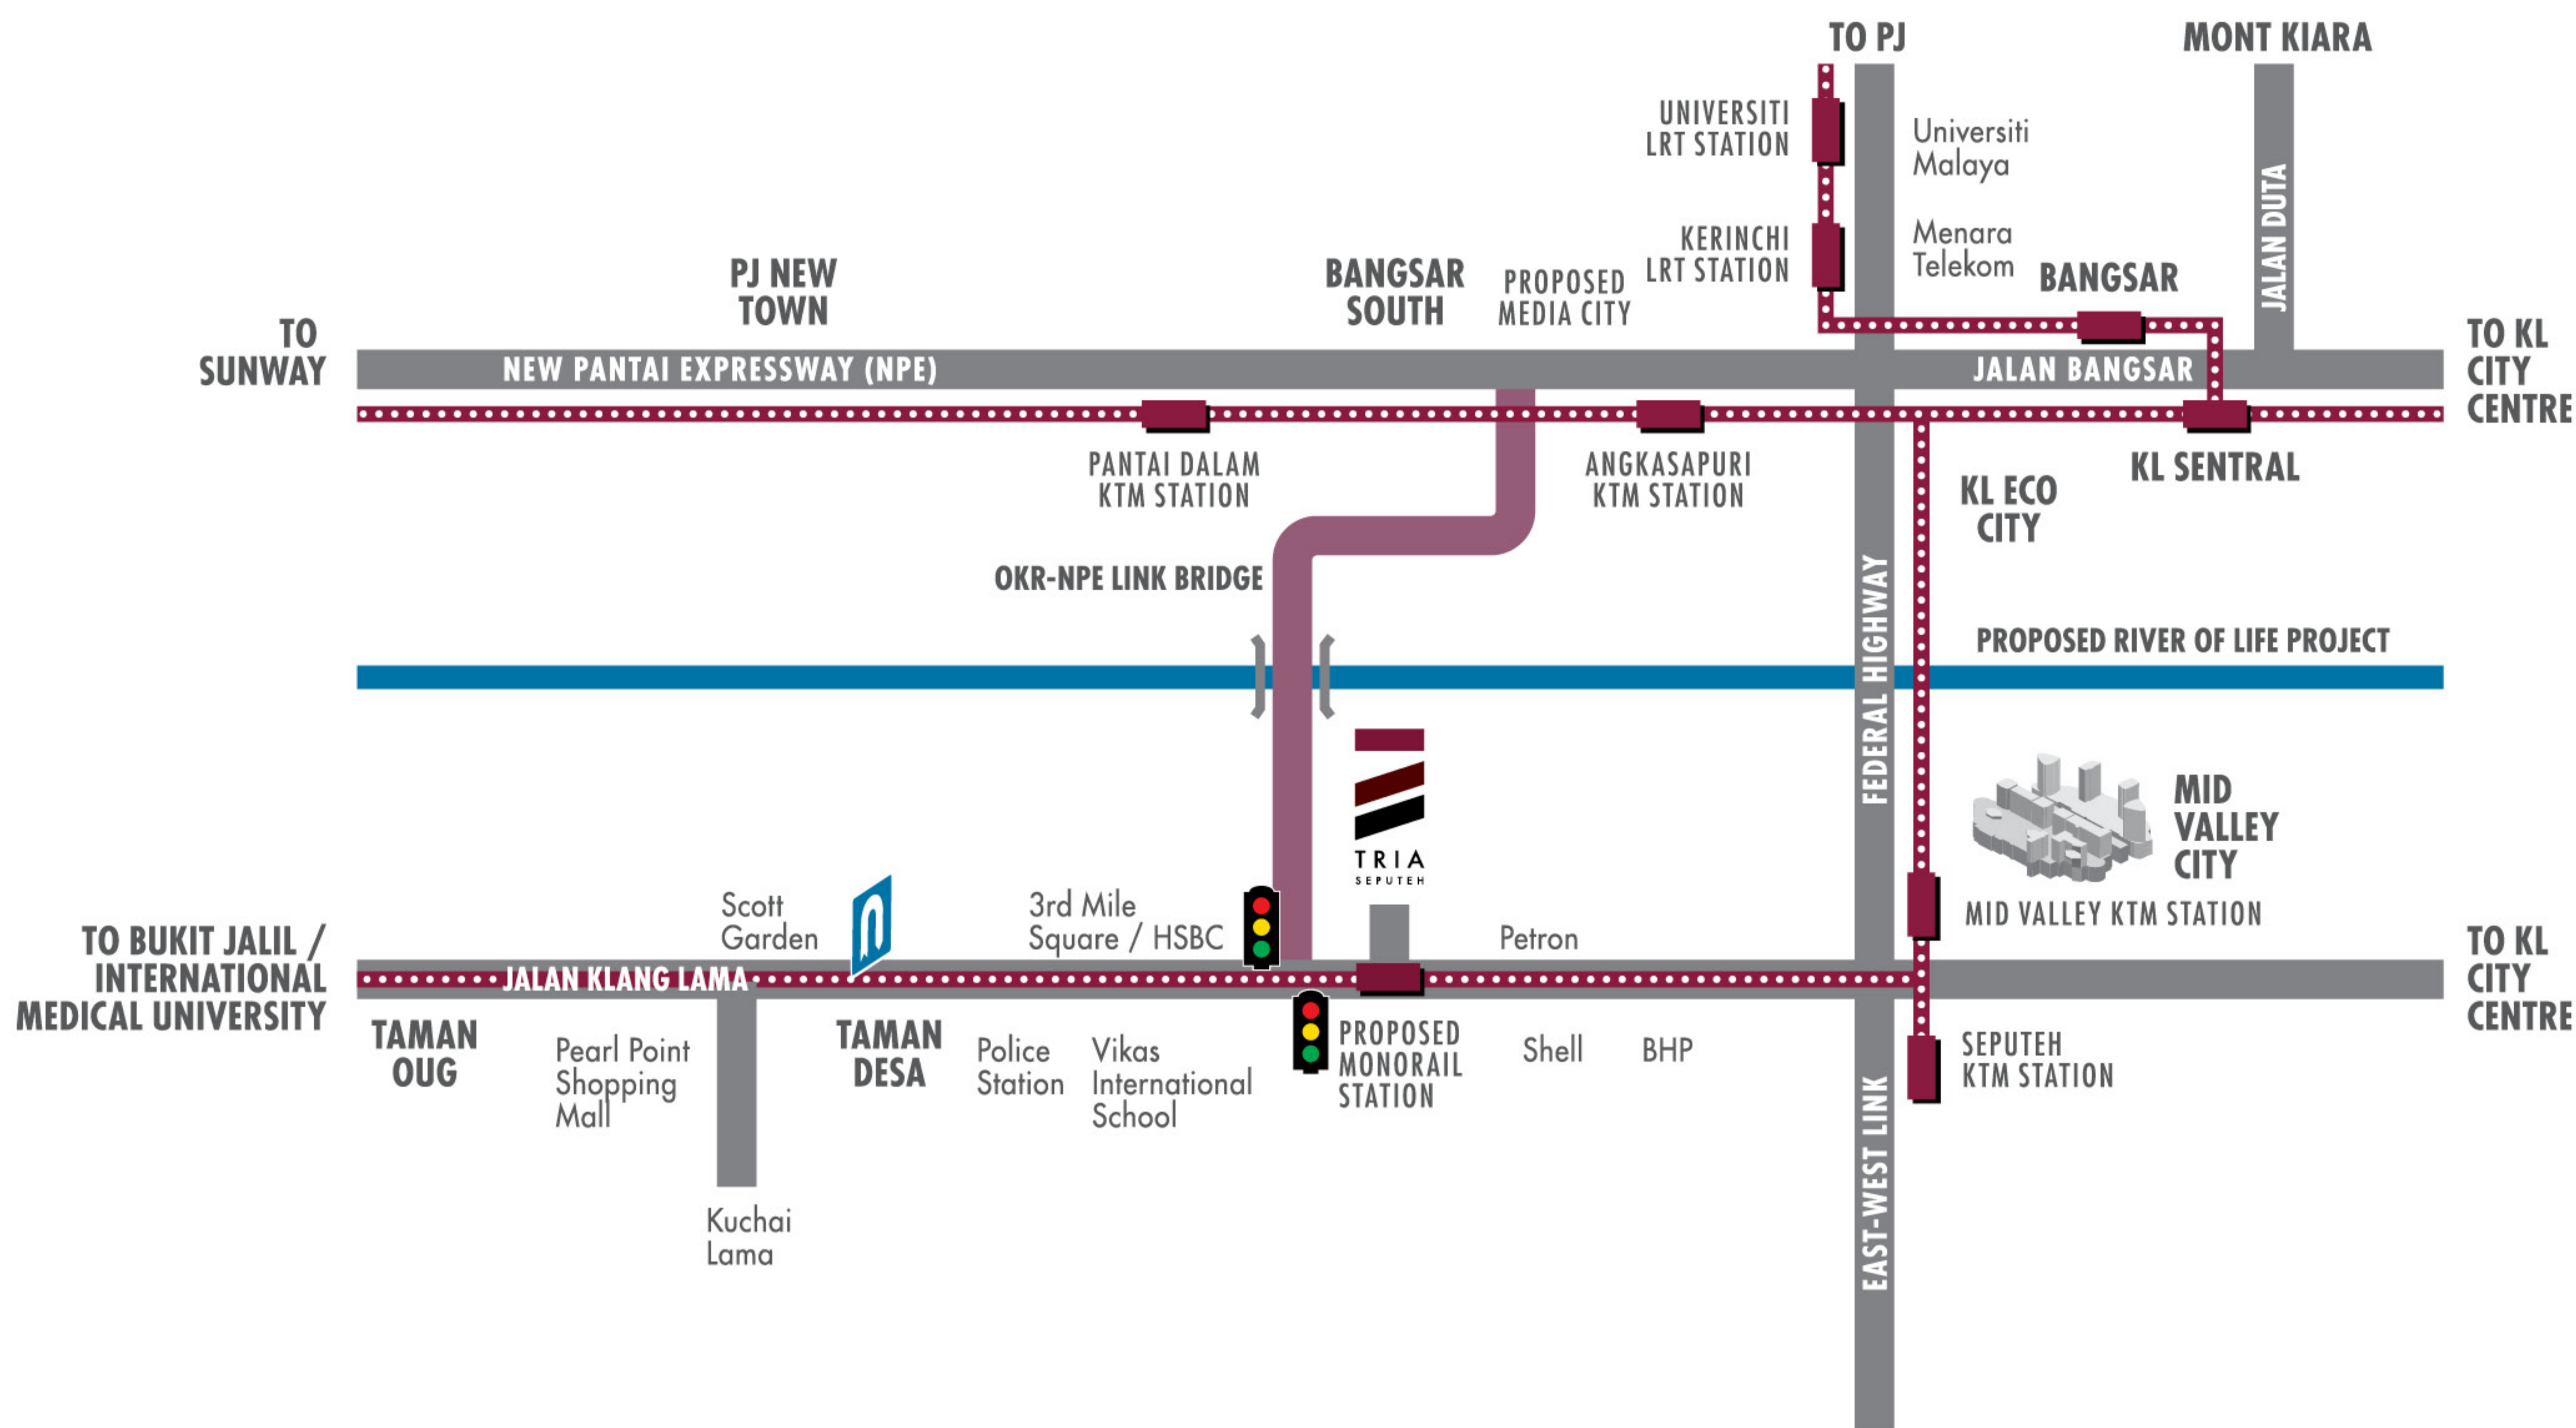 TO PJ
MONT KIARA
UNIVERSITI
LRT STATION
Universiti
Malaya
JALAN DUTA
KERINCHI
LRT STATION
Menara
Telekom
BANGSAR
PJ NEW
TOWN
BANGSAR
SOUTH
PROPOSED
MEDIA CITY
TO
SUNWAY
NEW PANTAI EXPRESSWAY (NPE)
JALAN BANGSAR
TO KL
CITY
CENTRE
PANTAI DALAM
KTM STATION
ANGKASAPURI
KTM STATION
KL SENTRAL
KL ECO
CITY
OKR-NPE LINK BRIDGE
FEDERAL HIGHWAY
PROPOSED RIVER OF LIFE PROJECT
MID
VALLEY
CITY
TRIA
SEPUTEH
Scott
Garden
3rd Mile
Square / HSBC
Petron
MID VALLEY KTM STATION
TO BUKIT JALIL /
INTERNATIONAL
MEDICAL UNIVERSITY
JALAN KLANG LAMA
TO KL
CITY
CENTRE
TAMAN
OUG
Pearl Point
Shopping
Mall
TAMAN
DESA
Police
Station
Vikas
International
School
PROPOSED
MONORAIL
STATION
Shell
BHP
SEPUTEH
KTM STATION
EAST-WEST LINK
Kuchai
Lama